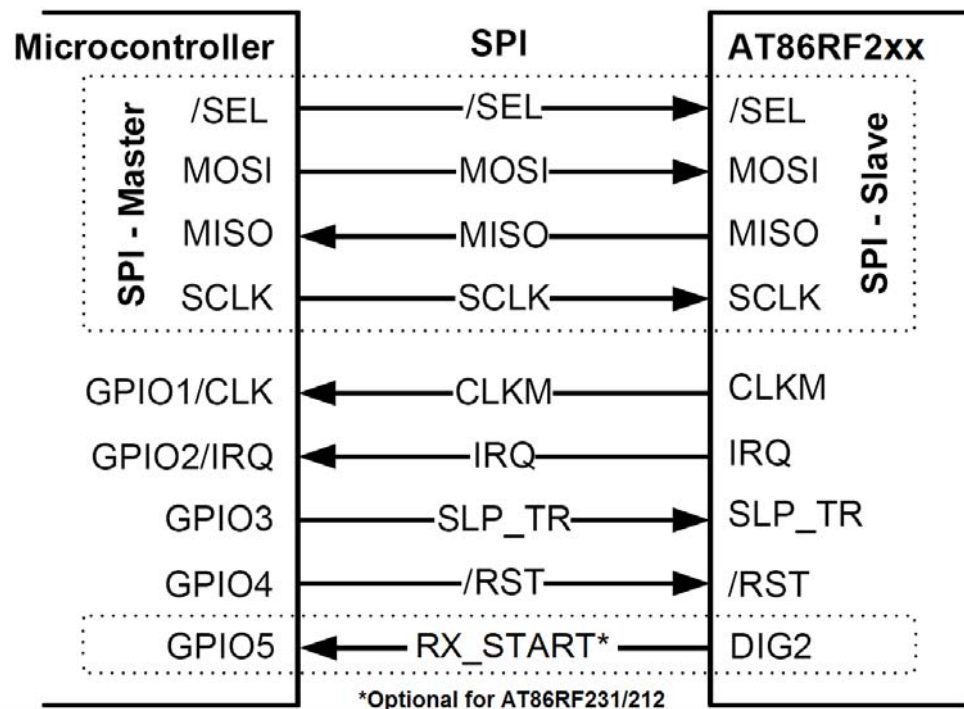 Microcontroller SPI AT86RF2xx
/SEL /SEL /SEL
MOSI MOSI MOSI
MISO MISO MISO
SCLK SCLK SCLK
SPI - Master
SPI - Slave
GPIO1/CLK CLKM CLKM
GPIO2/IRQ IRQ IRQ
GPIO3 SLP_TR SLP_TR
GPIO4 /RST /RST
GPIO5 RX_START* DIG2
*Optional for AT86RF231/212